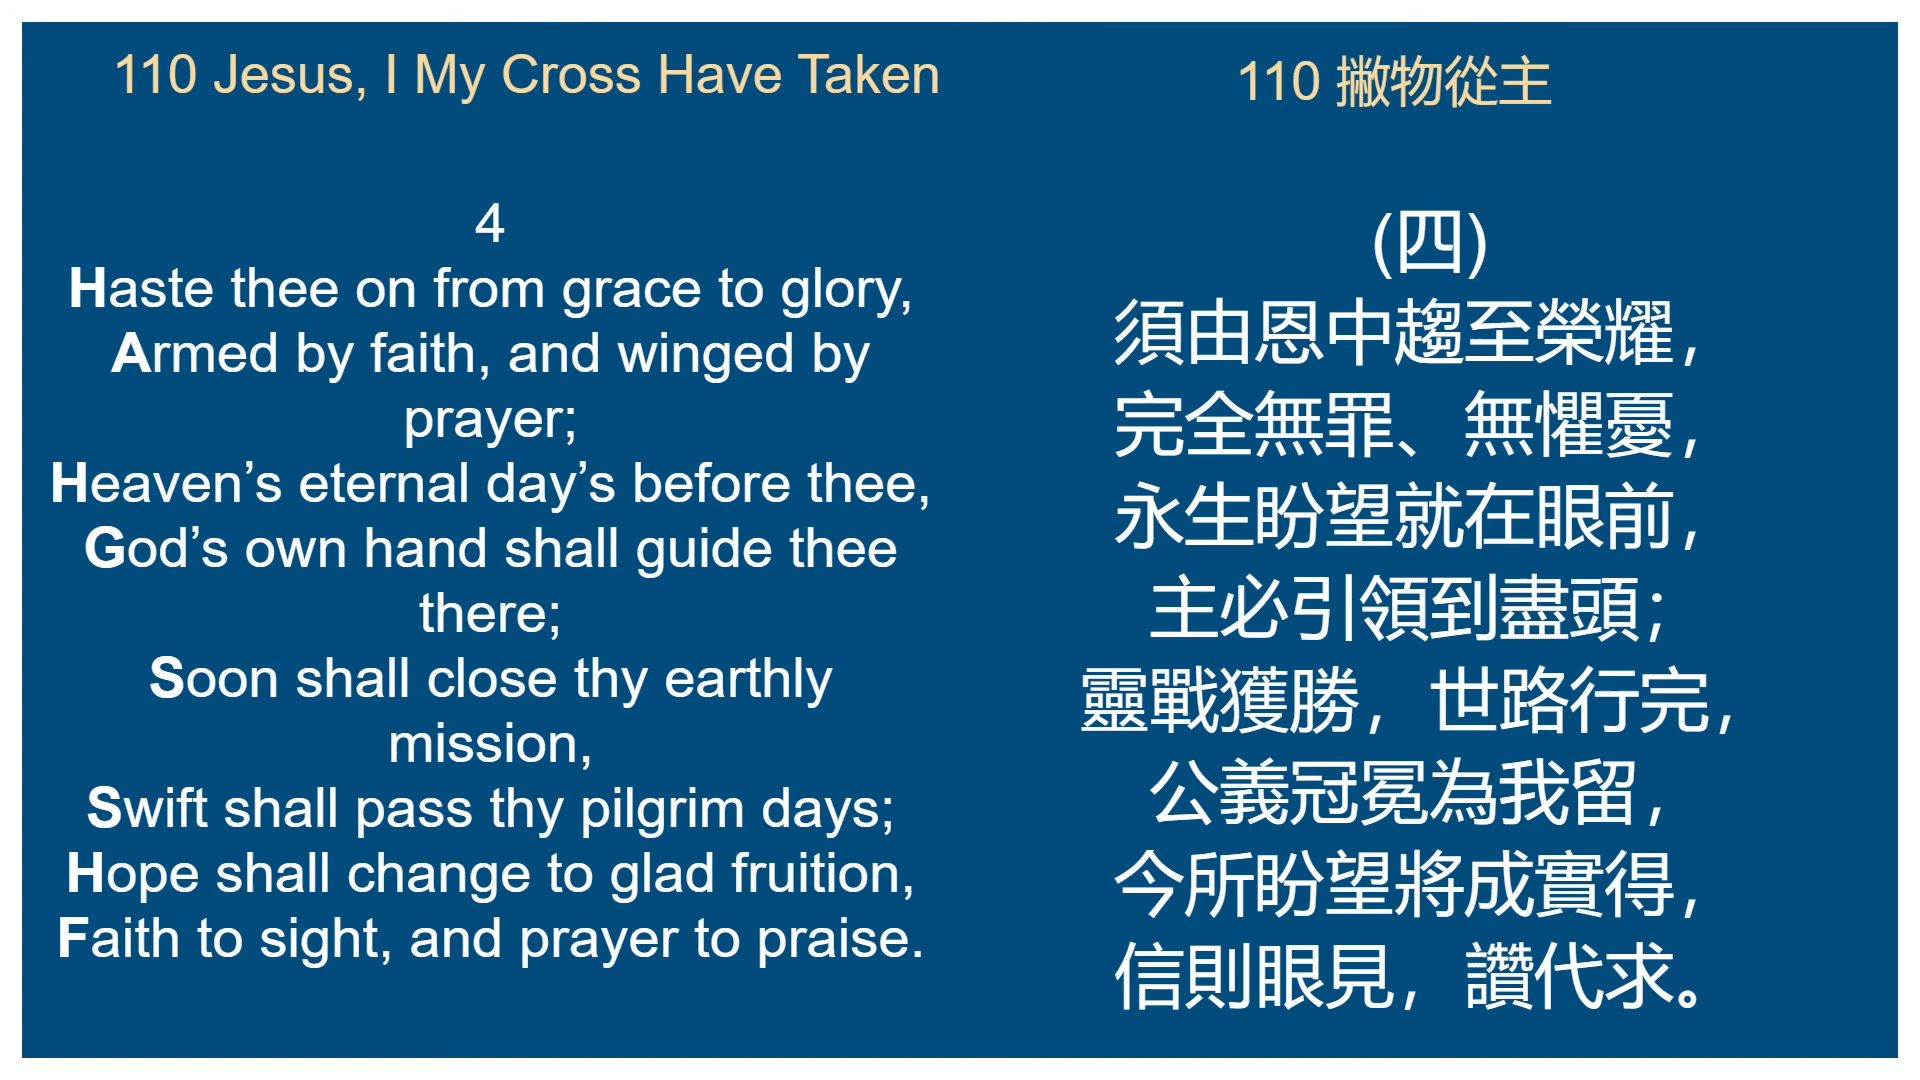 110 Jesus, I My Cross Have Taken
4
Haste thee on from grace to glory,
Armed by faith, and winged by
prayer;
Heaven’s eternal day’s before thee,
God’s own hand shall guide thee
there;
Soon shall close thy earthly
mission,
Swift shall pass thy pilgrim days;
Hope shall change to glad fruition,
Faith to sight, and prayer to praise.
110 撇物從主
(四)
須由恩中趨至榮耀，
完全無罪、無懼憂，
永生盼望就在眼前，
主必引領到盡頭；
靈戰獲勝，世路行完，
公義冠冕為我留，
今所盼望將成實得，
信則眼見，讚代求。